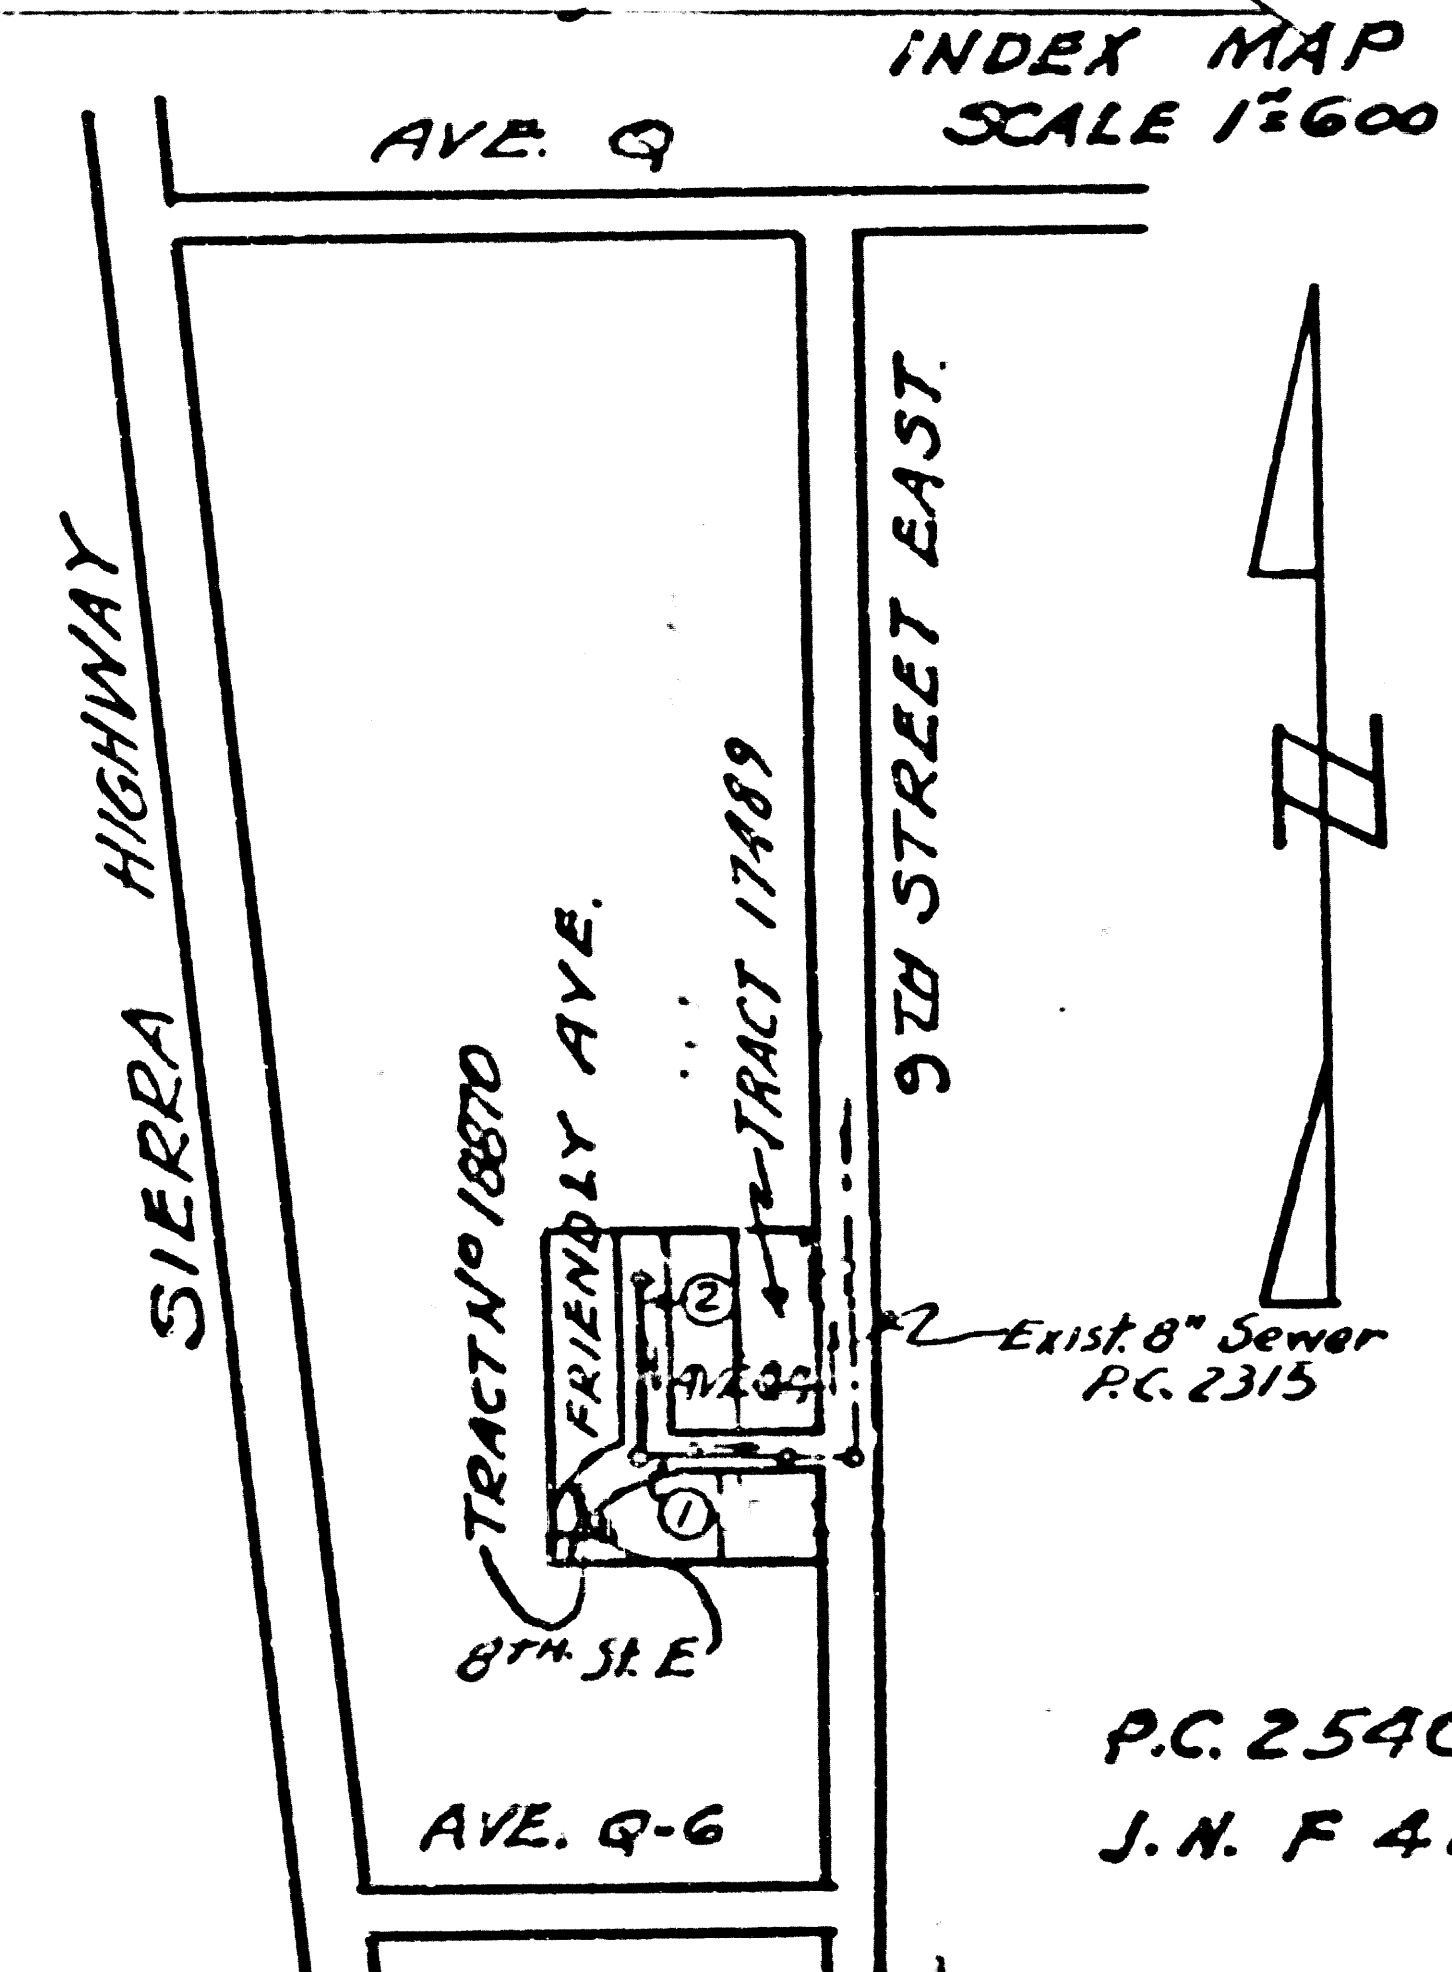 INDEX MAP
SCALE 1"=600
AVE. Q
SIERRA HIGHWAY
9TH STREET EAST.
TRACT 17489
FRIENDLY AVE.
TRACT Nº 18870
2
Exist. 8" Sewer
P.C. 2315
1
8TH. St. E
P.C. 254
J.N. F 4
AVE. Q-6
N